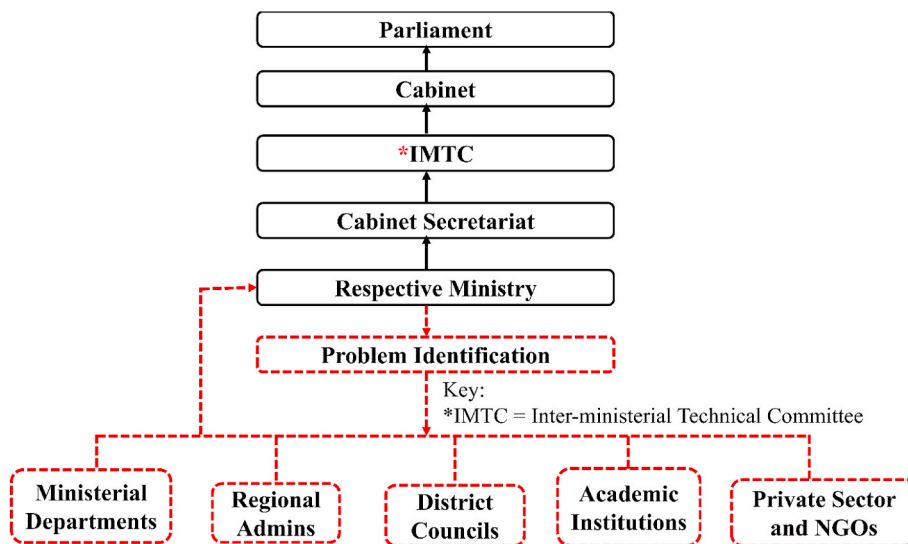 Parliament
Cabinet
*IMTC
Cabinet Secretariat
Respective Ministry
Problem Identification
Key:
*IMTC = Inter-ministerial Technical Committee
Ministerial
Departments
Regional
Admins
District
Councils
Academic
Institutions
Private Sector
and NGOs